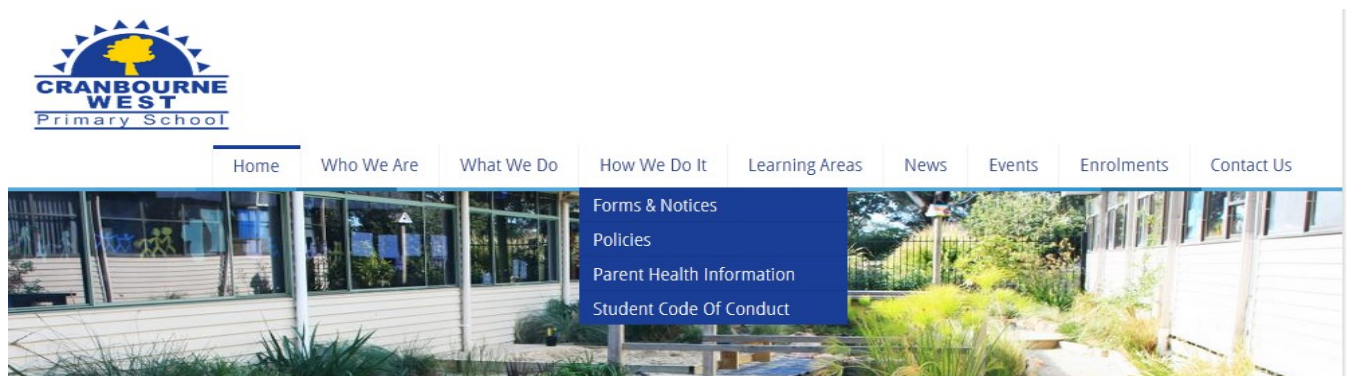 CRANBOURNE
WEST
Primary School
Home Who We Are What We Do How We Do It Learning Areas News Events Enrolments Contact Us
Forms & Notices
Policies
Parent Health Information
Student Code Of Conduct